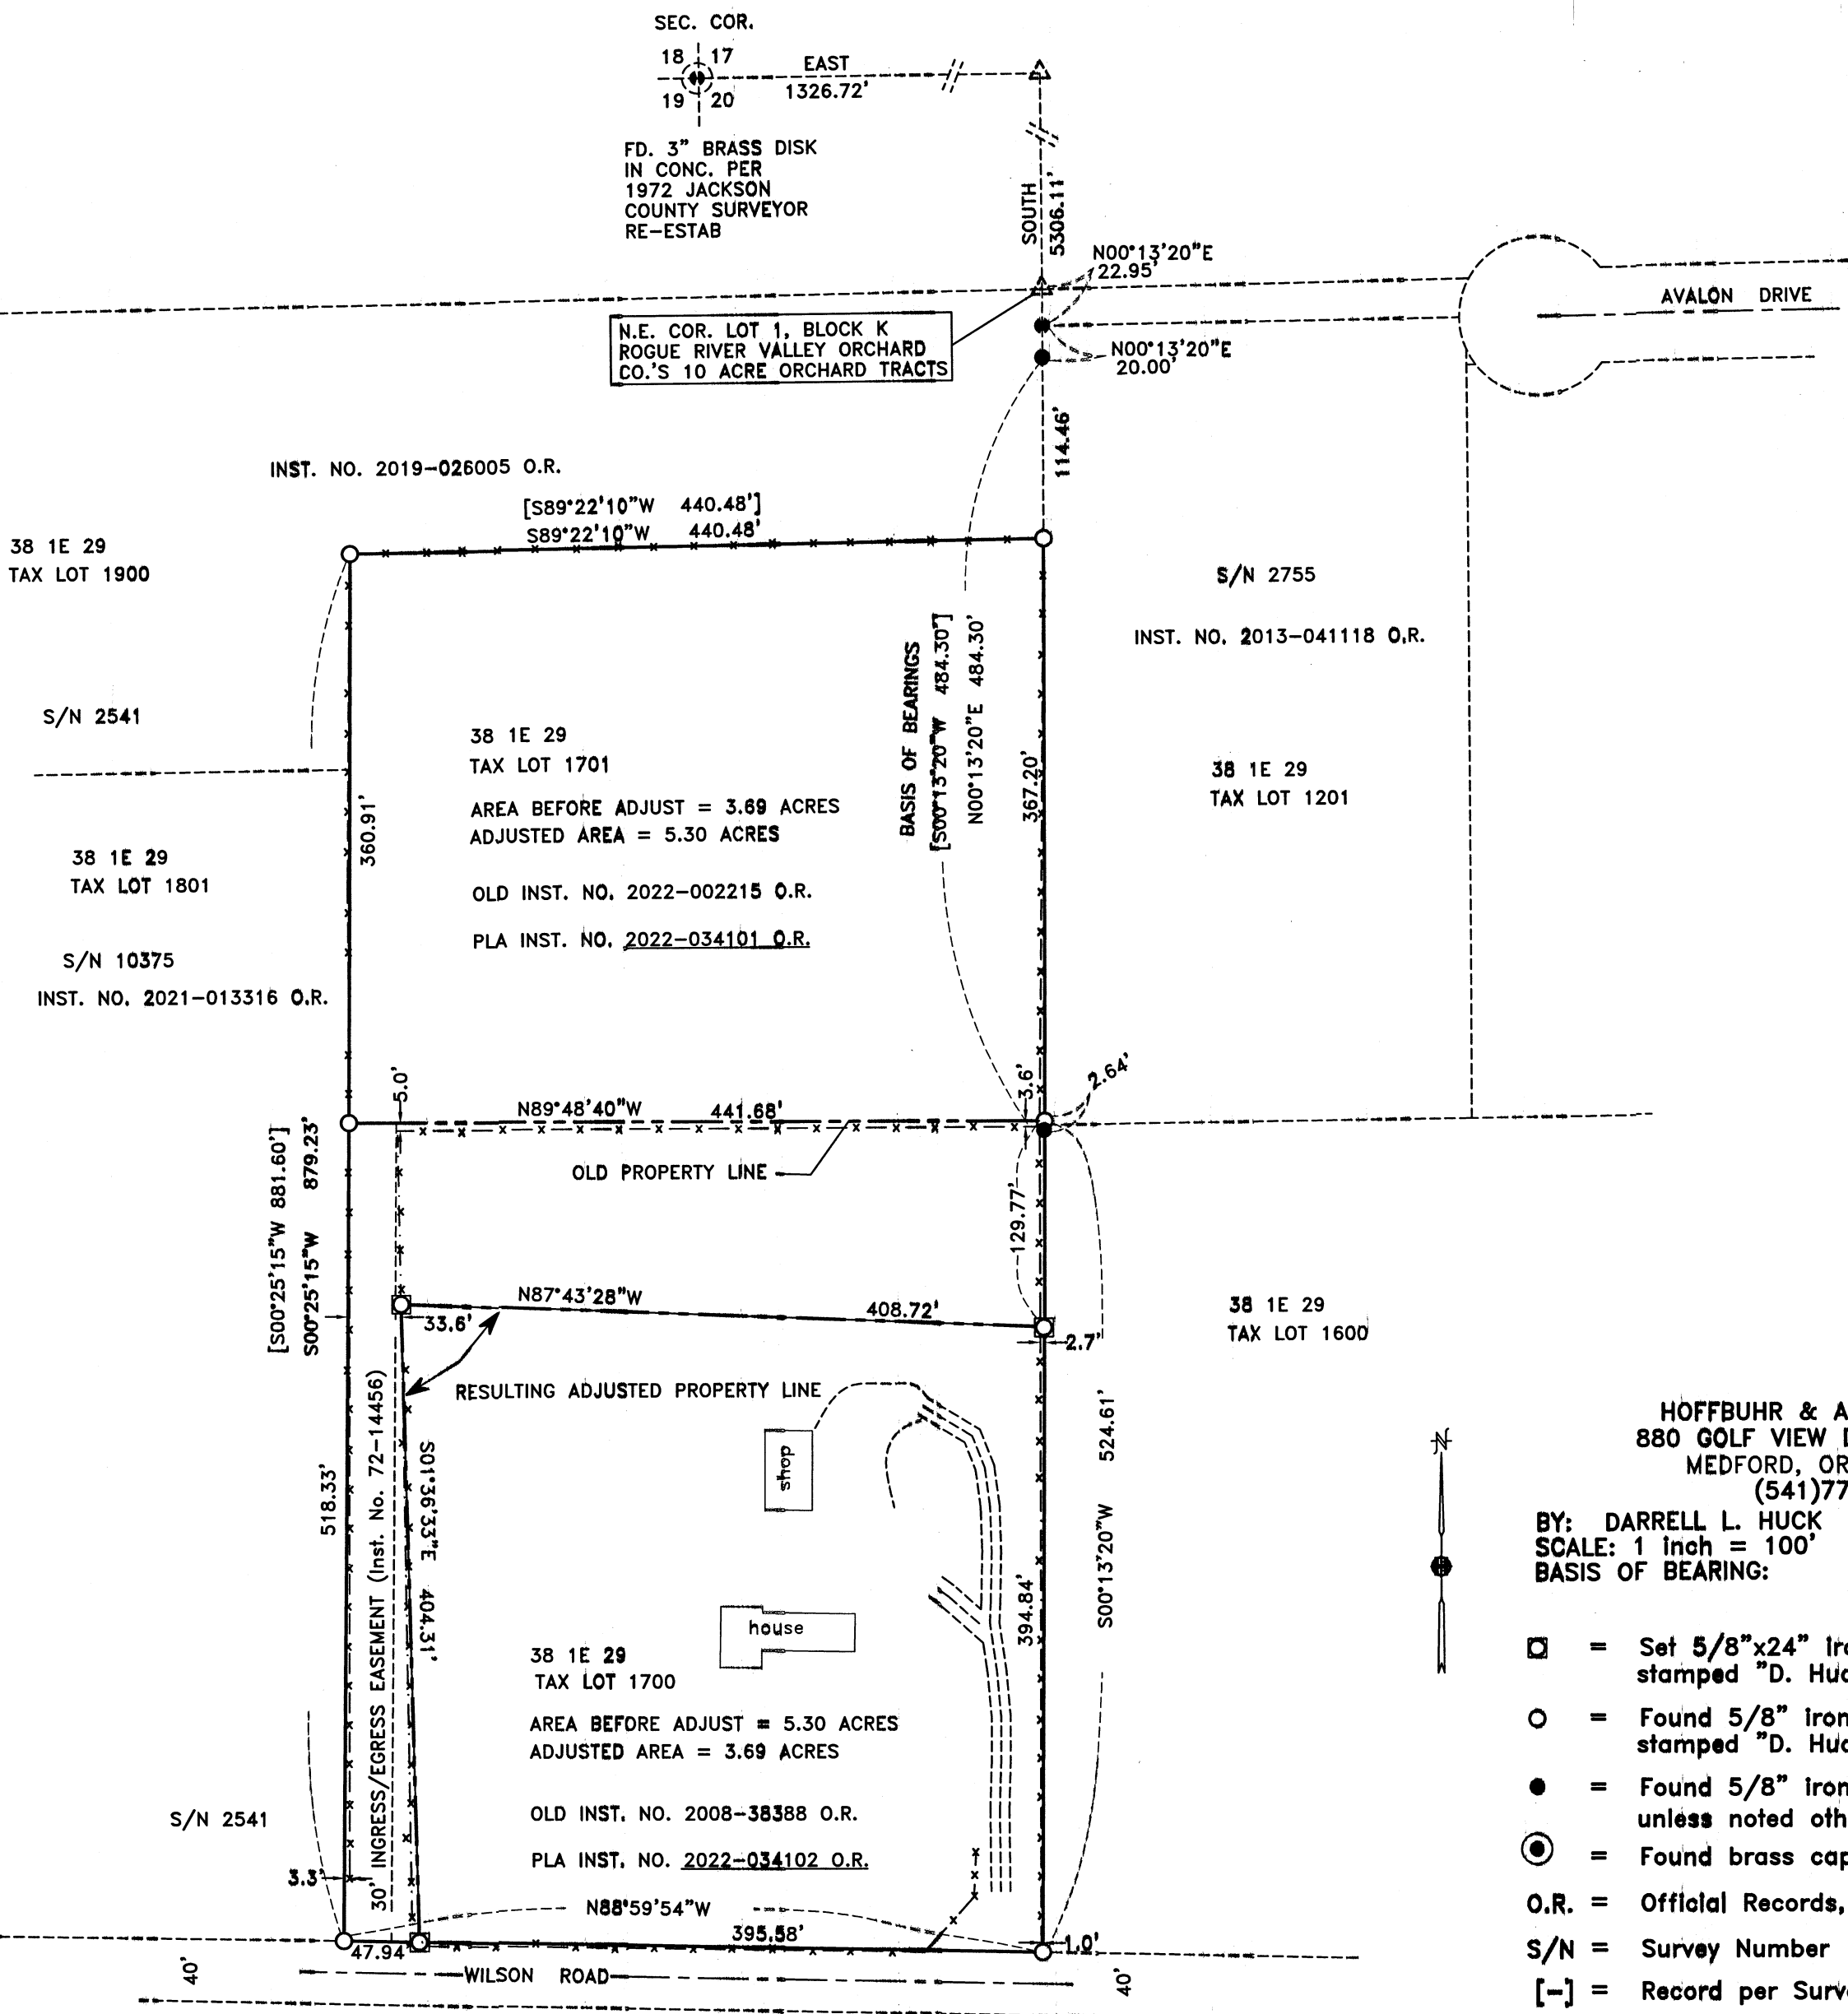 SEC. COR.
18 17
19 20
EAST
1326.72'
FD. 3" BRASS DISK
IN CONC. PER
1972 JACKSON
COUNTY SURVEYOR
RE-ESTAB
SOUTH
5306.11'
N00°13'20"E
22.95'
AVALON DRIVE
N.E. COR. LOT 1, BLOCK K
ROGUE RIVER VALLEY ORCHARD
CO.'S 10 ACRE ORCHARD TRACTS
N00°13'20"E
20.00'
114.46'
INST. NO. 2019-026005 O.R.
[S89°22'10"W 440.48']
S89°22'10"W 440.48'
38 1E 29
TAX LOT 1900
S/N 2755
INST. NO. 2013-041118 O.R.
S/N 2541
BASIS OF BEARINGS
[S00°13'20"W 484.30']
N00°13'20"E 484.30'
367.20'
38 1E 29
TAX LOT 1701
AREA BEFORE ADJUST = 3.69 ACRES
ADJUSTED AREA = 5.30 ACRES
OLD INST. NO. 2022-002215 O.R.
PLA INST. NO. 2022-034101 O.R.
38 1E 29
TAX LOT 1201
360.91'
38 1E 29
TAX LOT 1801
S/N 10375
INST. NO. 2021-013316 O.R.
5.0'
N89°48'40"W 441.68'
3.6'
2.64'
OLD PROPERTY LINE
[S00°25'15"W 881.60']
S00°25'15"W 879.23'
129.77'
N87°43'28"W 408.72'
33.6'
2.7'
38 1E 29
TAX LOT 1600
RESULTING ADJUSTED PROPERTY LINE
30' INGRESS/EGRESS EASEMENT (Inst. No. 72-14456)
S01°36'33"E 404.31'
518.33'
shop
house
394.84'
S00°13'20"W 524.61'
38 1E 29
TAX LOT 1700
AREA BEFORE ADJUST = 5.30 ACRES
ADJUSTED AREA = 3.69 ACRES
OLD INST. NO. 2008-38388 O.R.
PLA INST. NO. 2022-034102 O.R.
S/N 2541
3.3'
N88°59'54"W
47.94
395.58'
1.0'
40'
WILSON ROAD
40'
N
HOFFBUHR & A
880 GOLF VIEW D
MEDFORD, OR
(541)77
BY: DARRELL L. HUCK
SCALE: 1 inch = 100'
BASIS OF BEARING:
= Set 5/8"x24" iro
stamped "D. Huc
= Found 5/8" iron
stamped "D. Huc
= Found 5/8" iron
unless noted oth
= Found brass cap
O.R. = Official Records,
S/N = Survey Number
[-] = Record per Surv